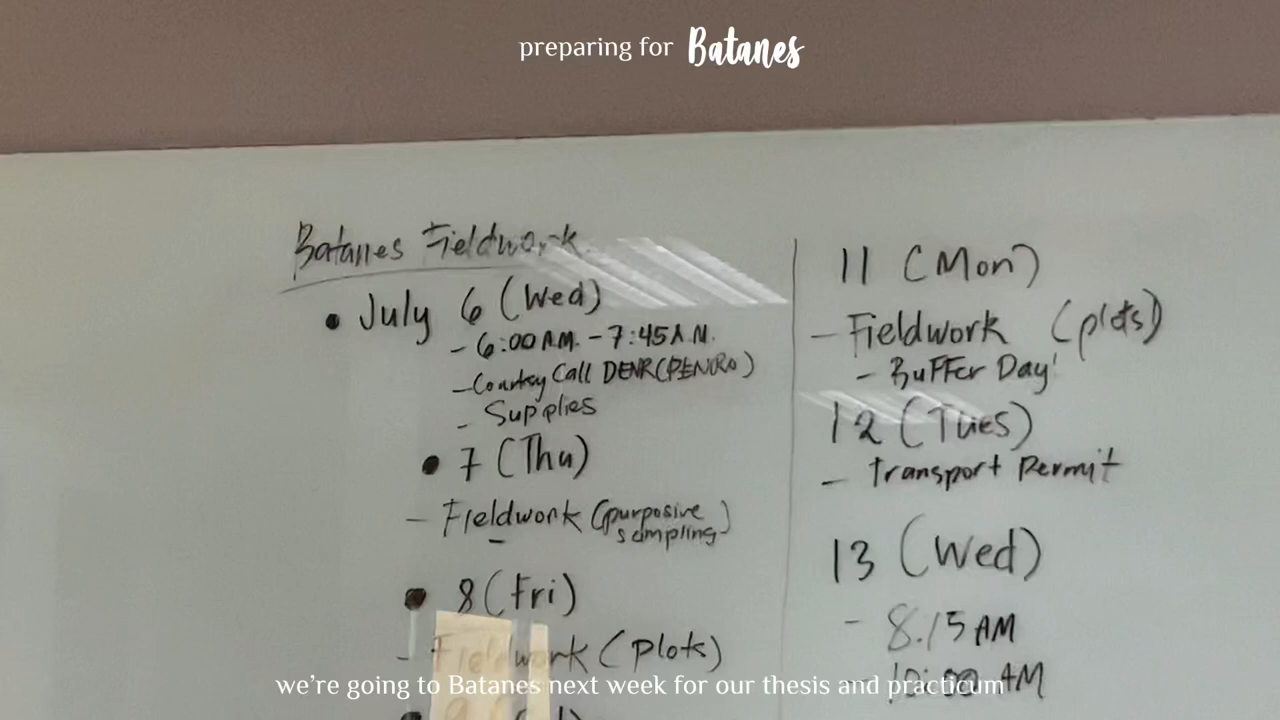 preparing for Batanes
Batanes Fieldwork
• July 6 (Wed)
- 6:00 A.M. - 7:45 A.M.
- Courtesy Call DENR (PENRO)
- Supplies
• 7 (Thu)
- Fieldwork (purposive
sampling)
• 8 (Fri)
- Fieldwork (plots)
11 (Mon)
- Fieldwork (plots)
- Buffer Day
12 (Tues)
- Transport Permit
13 (Wed)
- 8:15 AM
- 10:00 AM
we're going to Batanes next week for our thesis and practicum